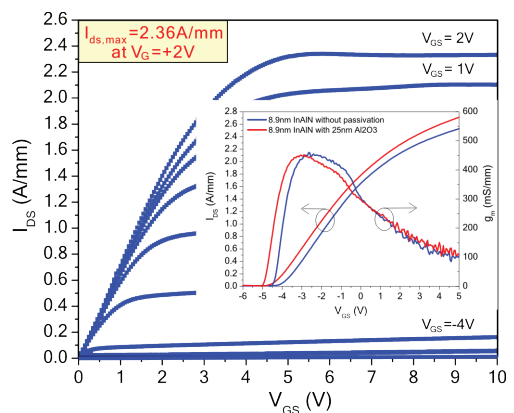 I_ds,max=2.36A/mm
at V_G=+2V
V_GS= 2V
V_GS= 1V
V_GS=-4V
I_DS (A/mm)
2.6
2.4
2.2
2.0
1.8
1.6
1.4
1.2
1.0
0.8
0.6
0.4
0.2
0.0
0 1 2 3 4 5 6 7 8 9 10
V_GS (V)
8.9nm InAlN without passivation
8.9nm InAlN with 25nm Al2O3
I_DS (A/mm)
2.8
2.6
2.4
2.2
2.0
1.8
1.6
1.4
1.2
1.0
0.8
0.6
0.4
0.2
0.0
-6 -5 -4 -3 -2 -1 0 1 2 3 4 5
V_GS (V)
600
500
400
300
200
100
0
g_m (mS/mm)